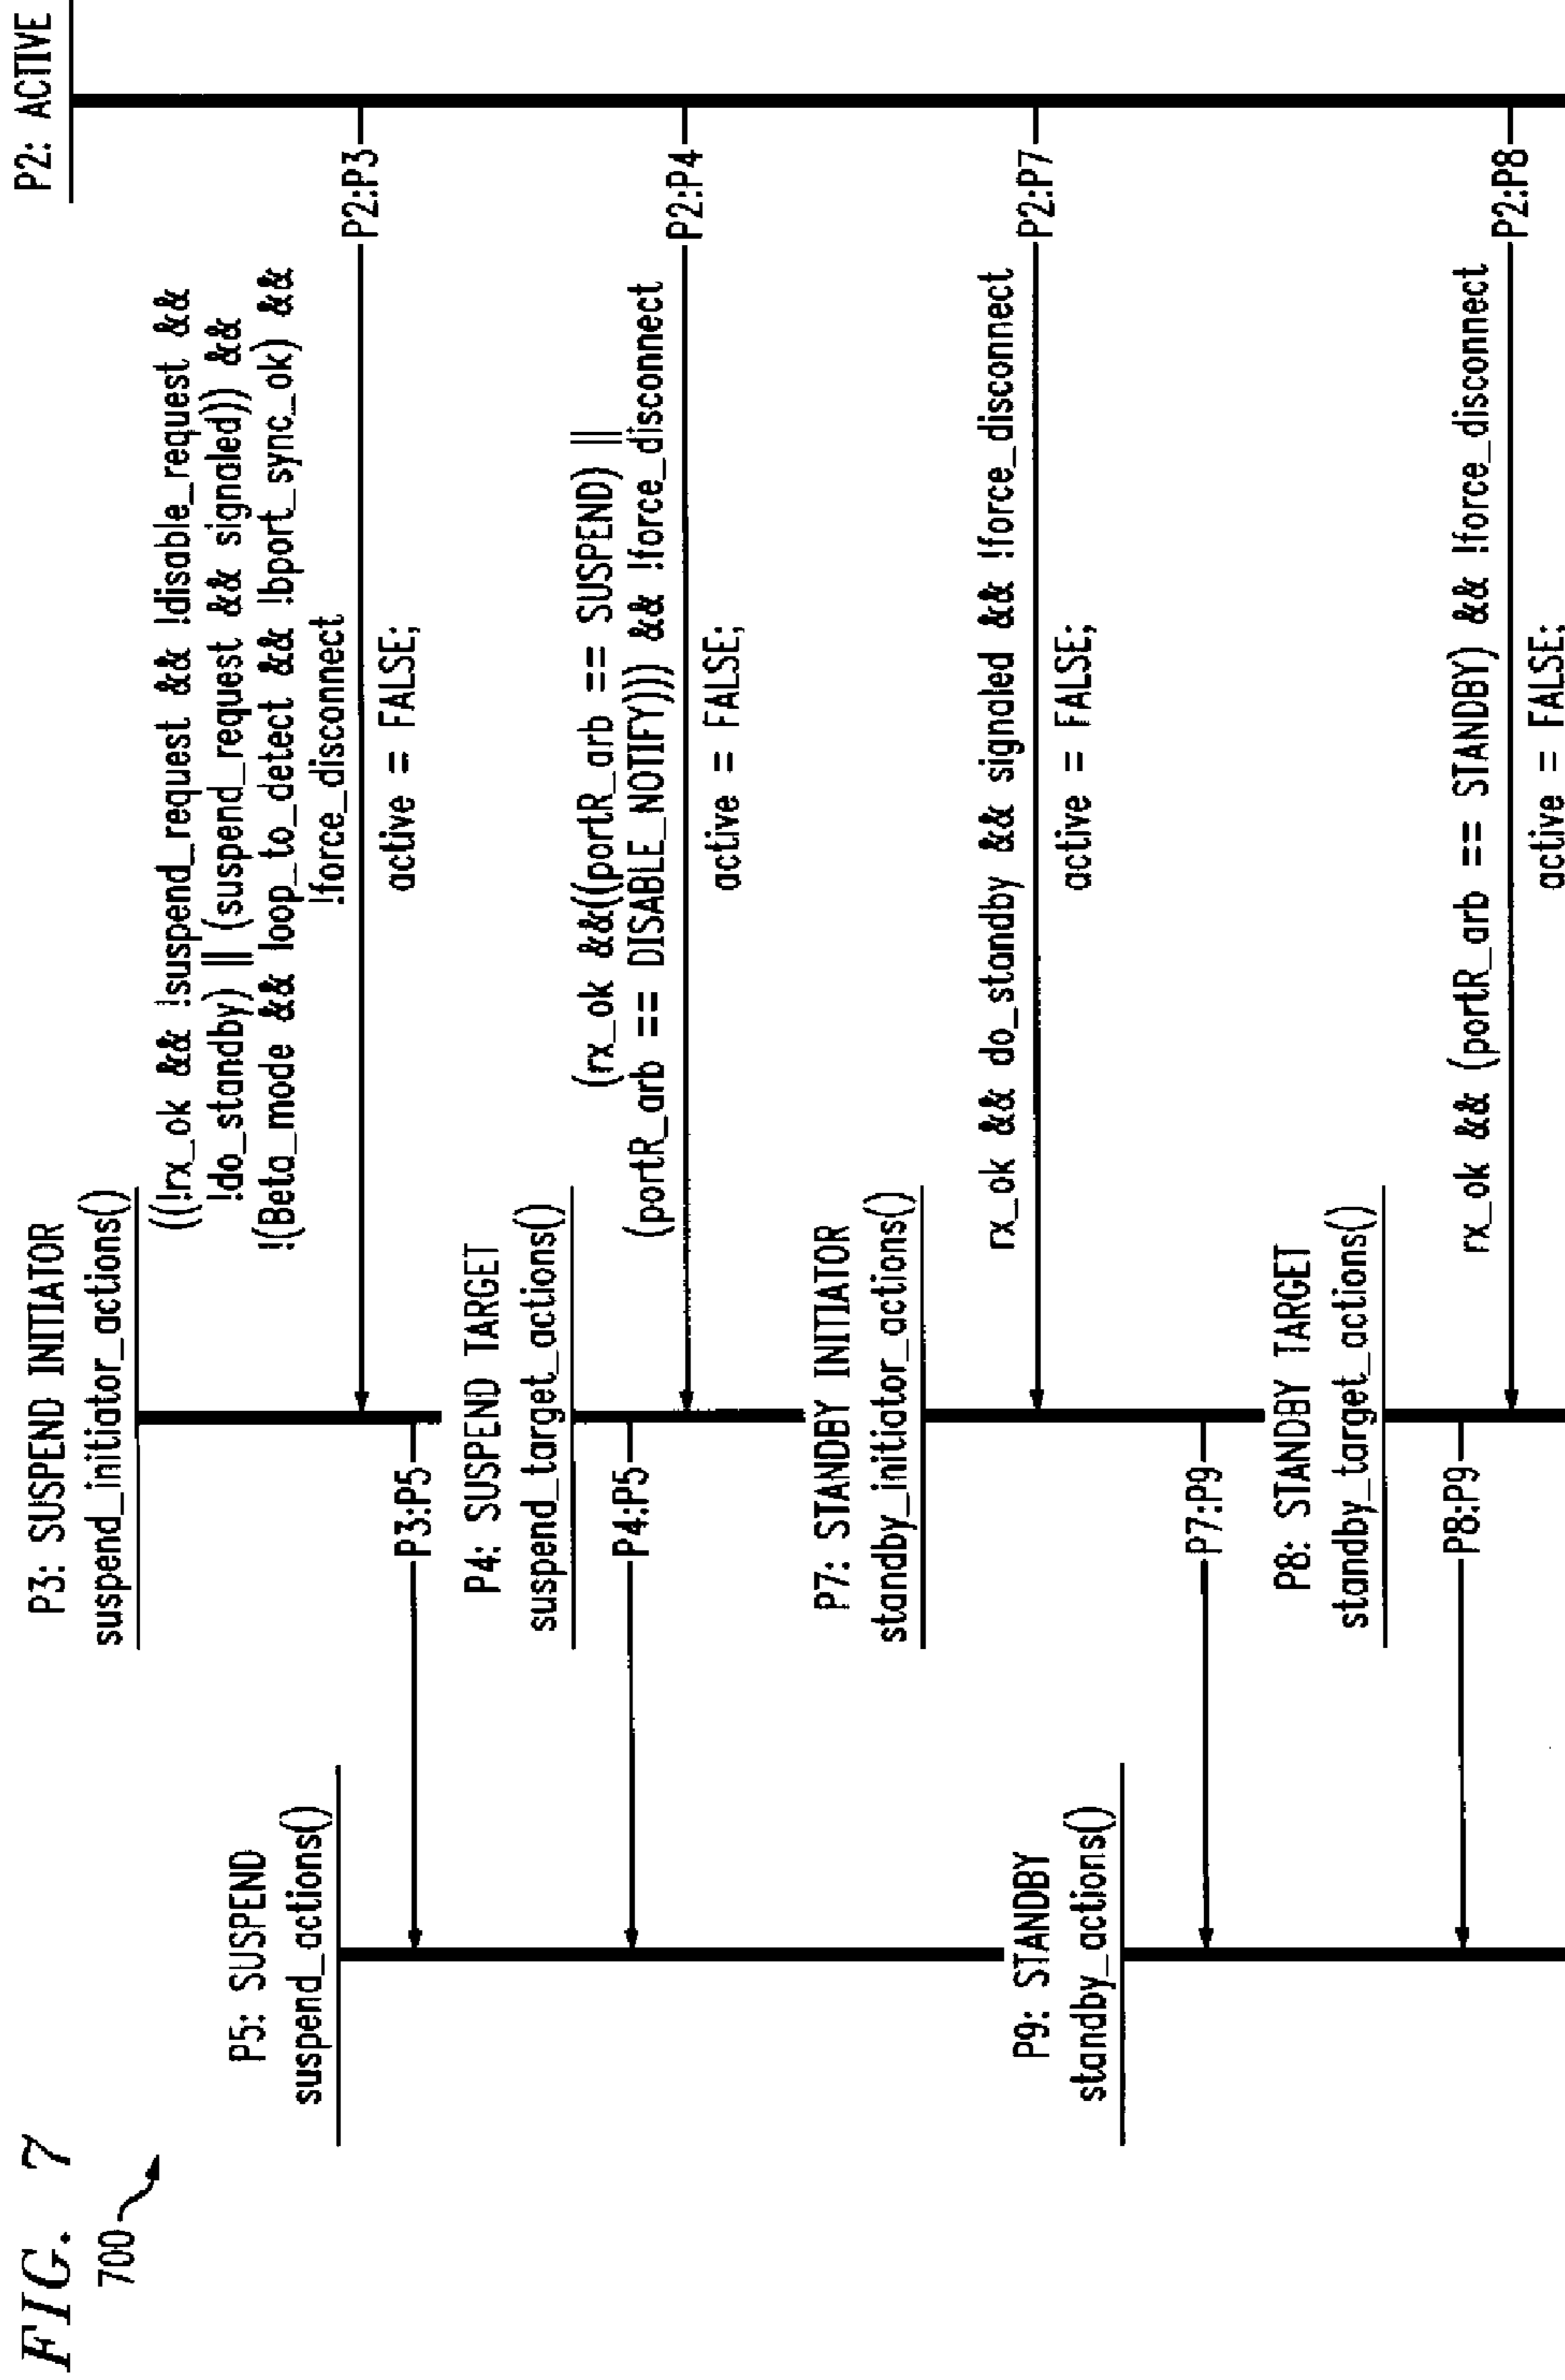 FIG. 7
700
P5: SUSPEND
suspend_actions()
P9: STANDBY
standby_actions()
P3: SUSPEND INITIATOR
suspend_initiator_actions()
P3:P5
P4: SUSPEND TARGET
suspend_target_actions()
P4:P5
P7: STANDBY INITIATOR
standby_initiator_actions()
P7:P9
P8: STANDBY TARGET
standby_target_actions()
P8:P9
((!rx_ok && !suspend_request && !disable_request &&
!do_standby) || (suspend_request && signaled)) &&
!(Beta_mode && loop_to_detect && !bport_sync_ok) &&
!force_disconnect
active = FALSE;
P2:P3
(rx_ok &&((portR_arb == SUSPEND) ||
(portR_arb == DISABLE_NOTIFY))) && !force_disconnect
active = FALSE;
P2:P4
rx_ok && do_standby && signaled && !force_disconnect
active = FALSE;
P2:P7
rx_ok && (portR_arb == STANDBY) && !force_disconnect
active = FALSE;
P2:P8
P2: ACTIVE